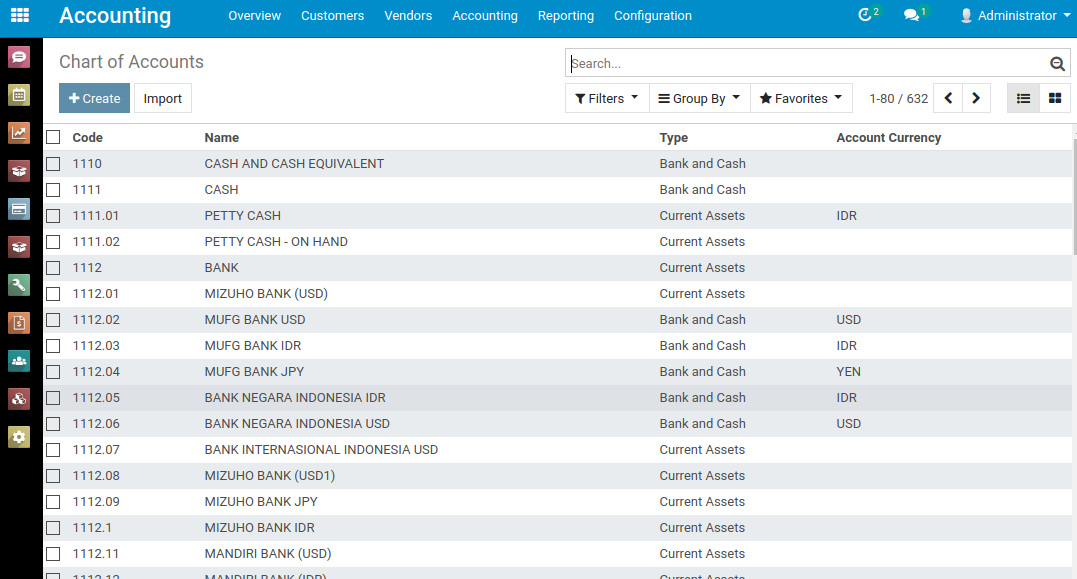 Accounting Overview Customers Vendors Accounting Reporting Configuration 2 1 Administrator
Chart of Accounts Search...
+ Create Import Filters Group By Favorites 1-80 / 632
Code Name Type Account Currency
1110 CASH AND CASH EQUIVALENT Bank and Cash
1111 CASH Bank and Cash
1111.01 PETTY CASH Current Assets IDR
1111.02 PETTY CASH - ON HAND Current Assets
1112 BANK Current Assets
1112.01 MIZUHO BANK (USD) Current Assets
1112.02 MUFG BANK USD Bank and Cash USD
1112.03 MUFG BANK IDR Bank and Cash IDR
1112.04 MUFG BANK JPY Bank and Cash YEN
1112.05 BANK NEGARA INDONESIA IDR Bank and Cash IDR
1112.06 BANK NEGARA INDONESIA USD Bank and Cash USD
1112.07 BANK INTERNASIONAL INDONESIA USD Current Assets
1112.08 MIZUHO BANK (USD1) Current Assets
1112.09 MIZUHO BANK JPY Current Assets
1112.1 MIZUHO BANK IDR Current Assets
1112.11 MANDIRI BANK (USD) Current Assets
1112.12 MANDIRI BANK (IDR) Current Assets